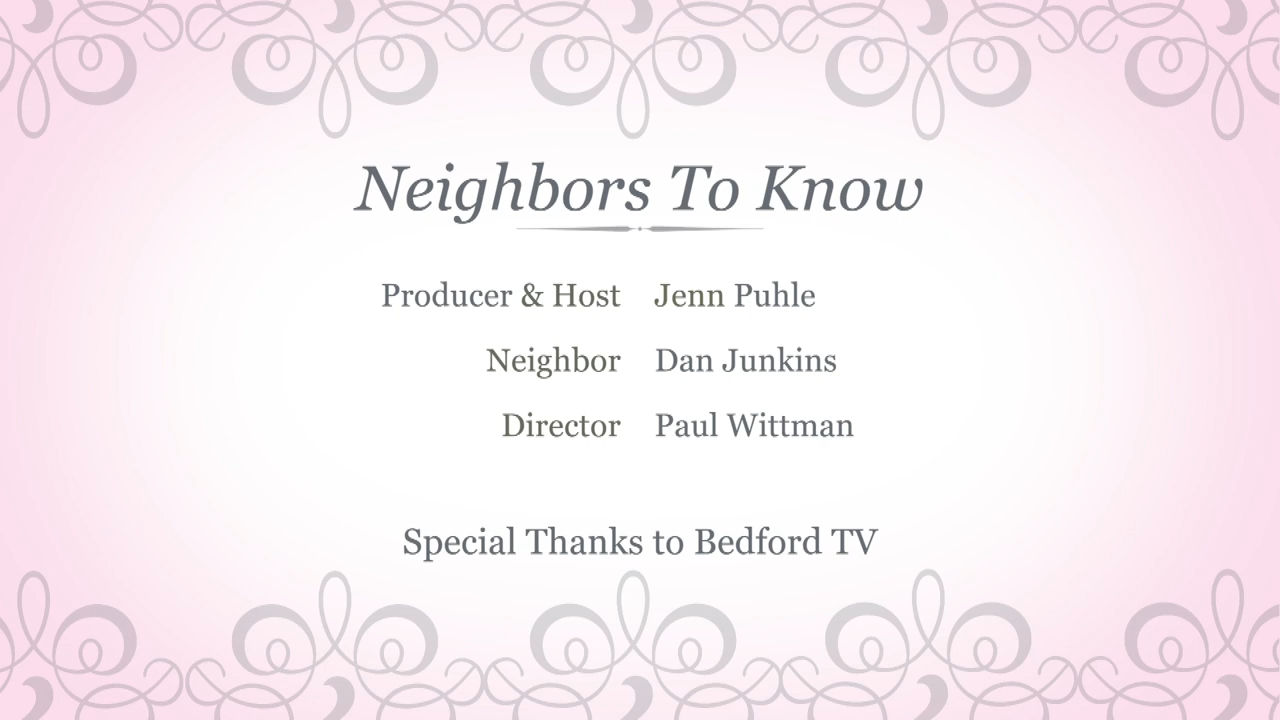 Neighbors To Know
Producer & Host Jenn Puhle
Neighbor Dan Junkins
Director Paul Wittman
Special Thanks to Bedford TV